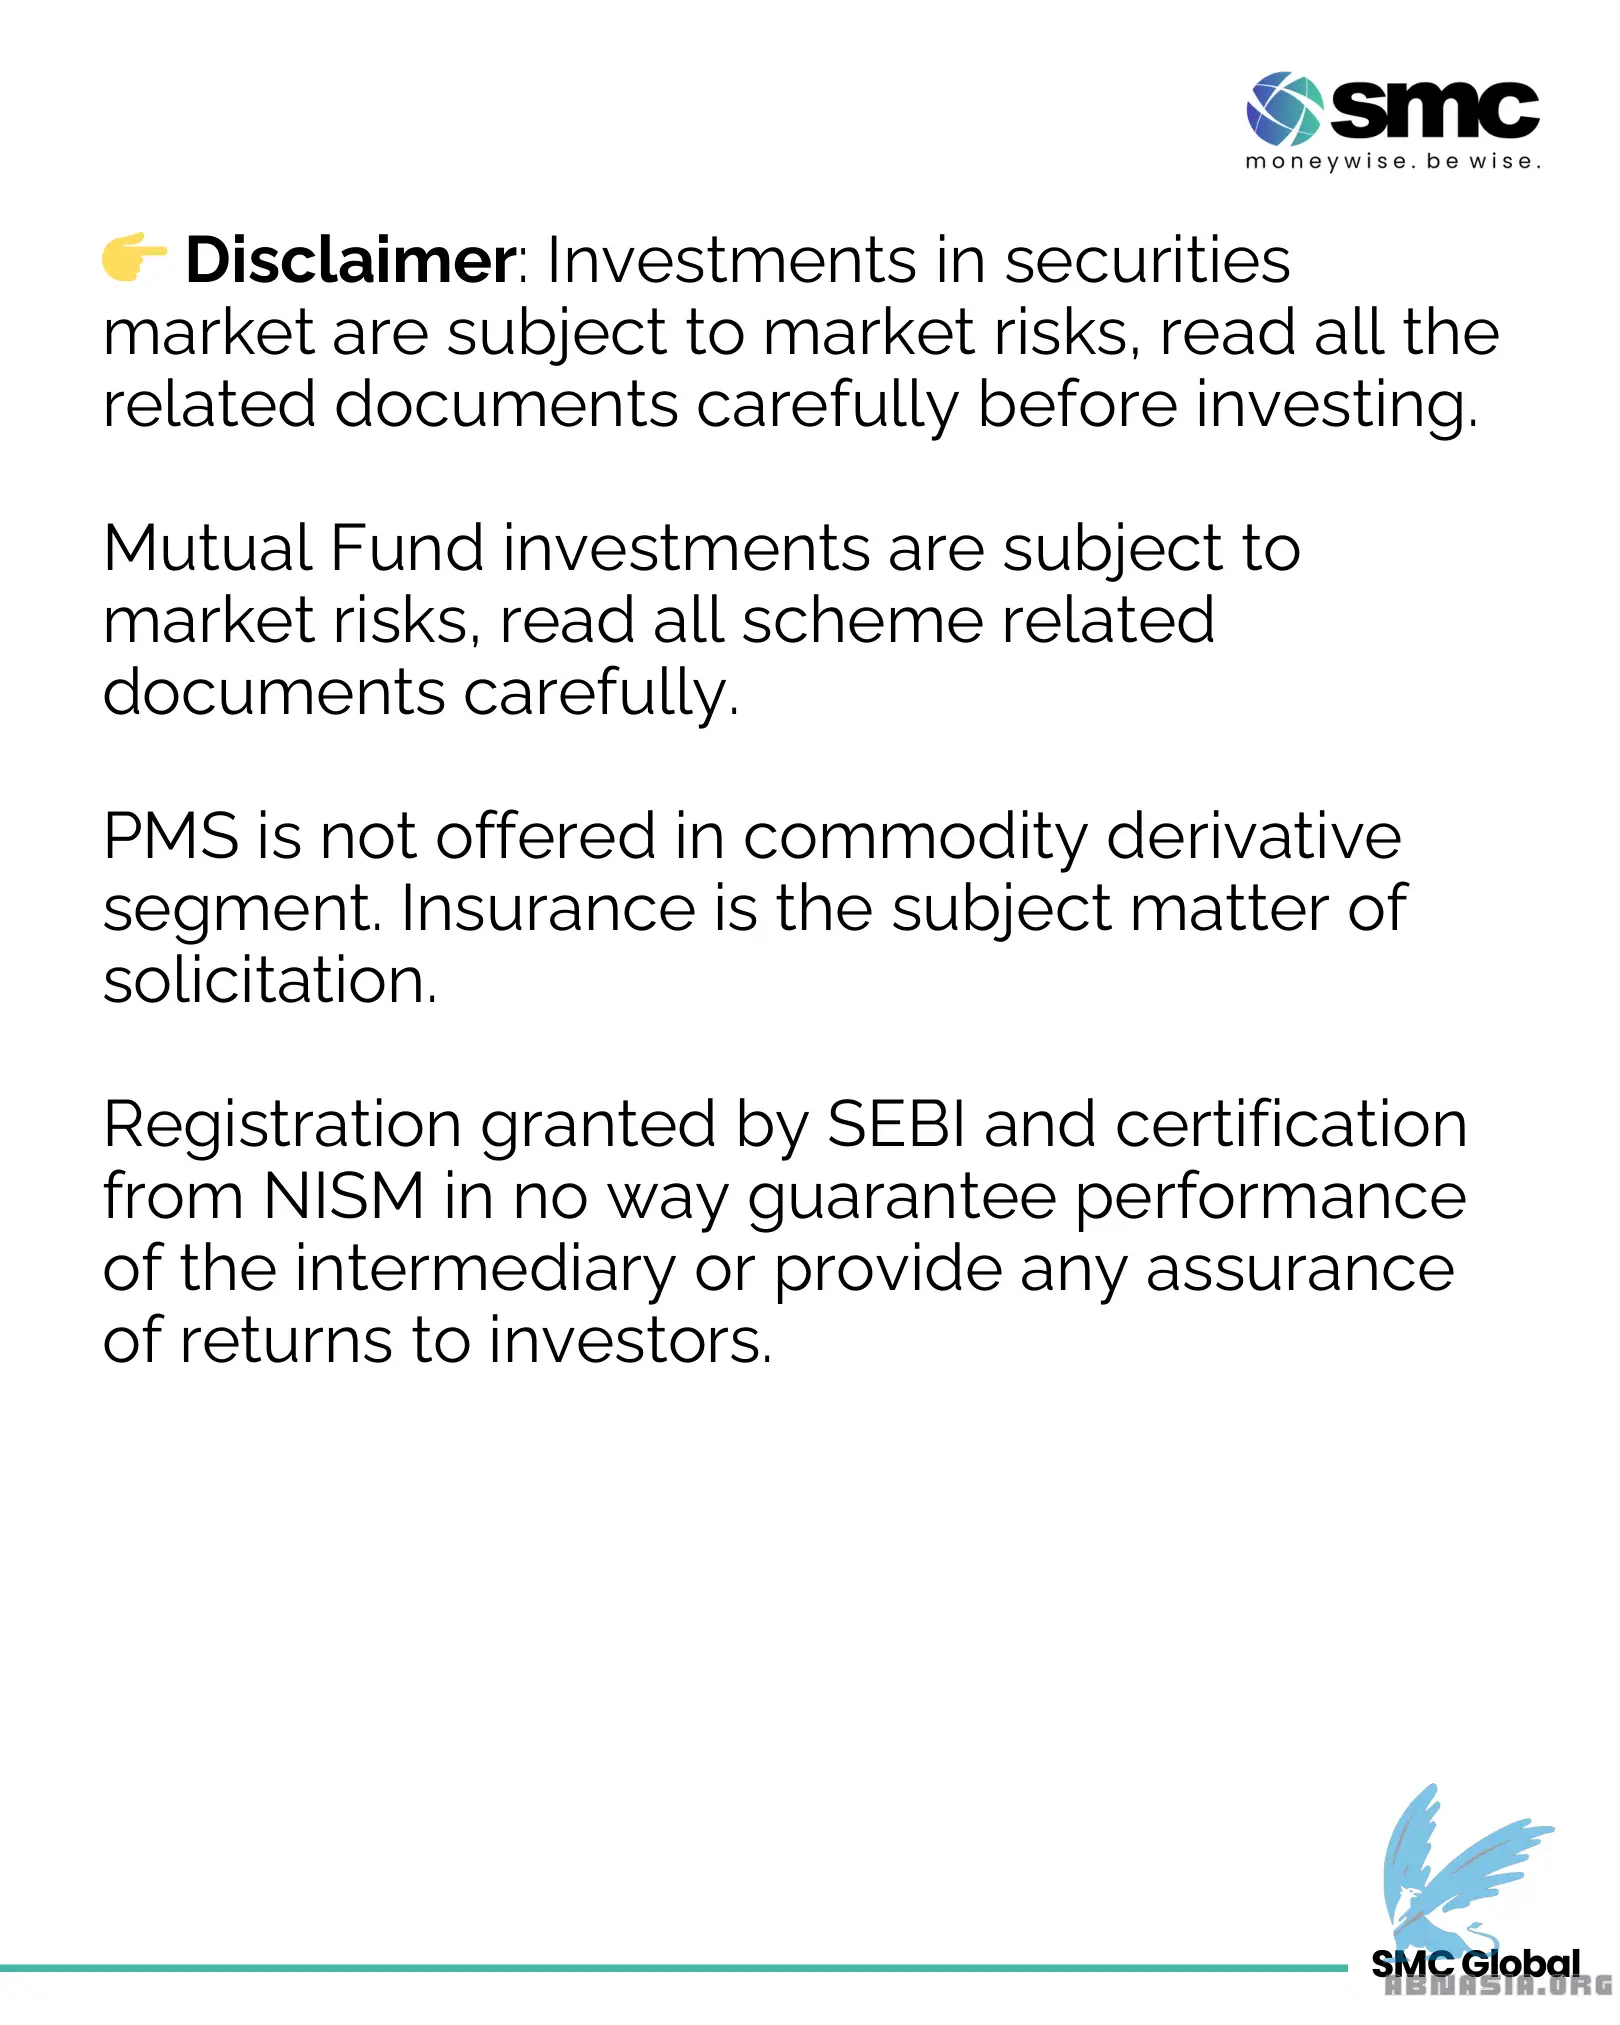 smc
moneywise. be wise.
👉 Disclaimer: Investments in securities
market are subject to market risks, read all the
related documents carefully before investing.
Mutual Fund investments are subject to
market risks, read all scheme related
documents carefully.
PMS is not offered in commodity derivative
segment. Insurance is the subject matter of
solicitation.
Registration granted by SEBI and certification
from NISM in no way guarantee performance
of the intermediary or provide any assurance
of returns to investors.
SMC Global
ABNASIA.ORG